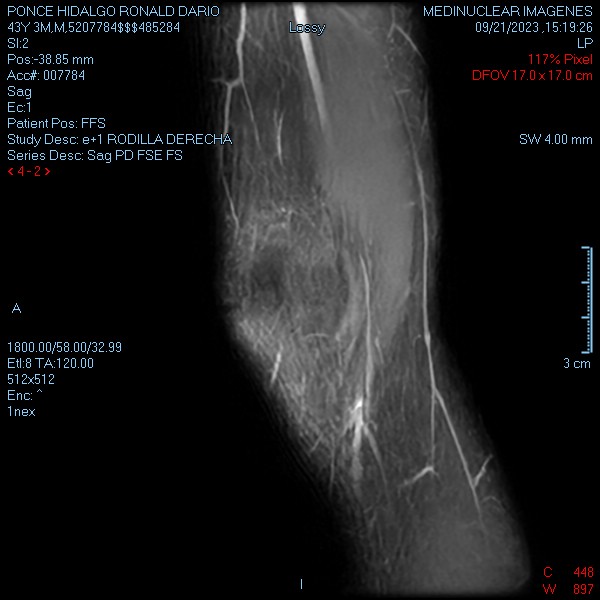 PONCE HIDALGO RONALD DARIO
43Y 3M,M,5207784$$$485284
Sl:2
Pos:-38.85 mm
Acc#: 007784
Sag
Ec:1
Patient Pos: FFS
Study Desc: e+1 RODILLA DERECHA
Series Desc: Sag PD FSE FS
< 4 - 2 >
Lossy
MEDINUCLEAR IMAGENES
09/21/2023 ,15:19:26
LP
117% Pixel
DFOV 17.0 x 17.0 cm
SW 4.00 mm
A
1800.00/58.00/32.99
Etl:8 TA:120.00
512x512
Enc: ^
1nex
3 cm
I
C 448
W 897